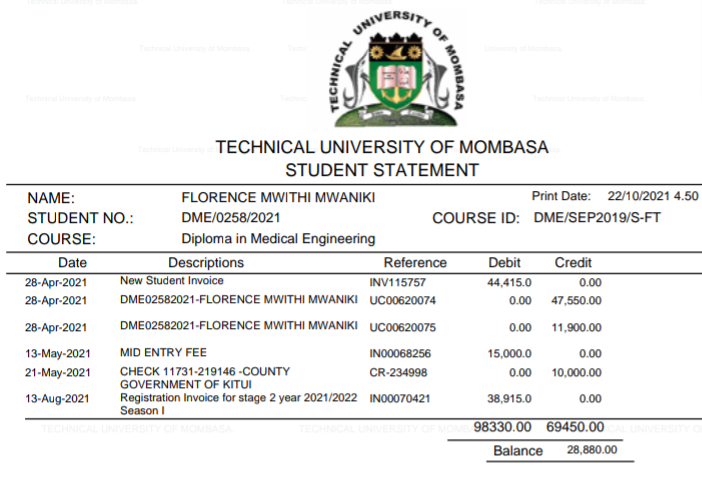 Technical University of Mombasa
TECHNICAL UNIVERSITY OF MOMBASA
TECHNICAL UNIVERSITY OF MOMBASA
STUDENT STATEMENT
NAME: FLORENCE MWITHI MWANIKI Print Date: 22/10/2021 4.50
STUDENT NO.: DME/0258/2021 COURSE ID: DME/SEP2019/S-FT
COURSE: Diploma in Medical Engineering
Date Descriptions Reference Debit Credit
28-Apr-2021 New Student Invoice INV115757 44,415.0 0.00
28-Apr-2021 DME02582021-FLORENCE MWITHI MWANIKI UC00620074 0.00 47,550.00
28-Apr-2021 DME02582021-FLORENCE MWITHI MWANIKI UC00620075 0.00 11,900.00
13-May-2021 MID ENTRY FEE IN00068256 15,000.0 0.00
21-May-2021 CHECK 11731-219146 -COUNTY CR-234998 0.00 10,000.00
GOVERNMENT OF KITUI
13-Aug-2021 Registration Invoice for stage 2 year 2021/2022 IN00070421 38,915.0 0.00
Season I
98330.00 69450.00
TECHNICAL UNIVERSITY OF MOMBASA
Balance 28,880.00